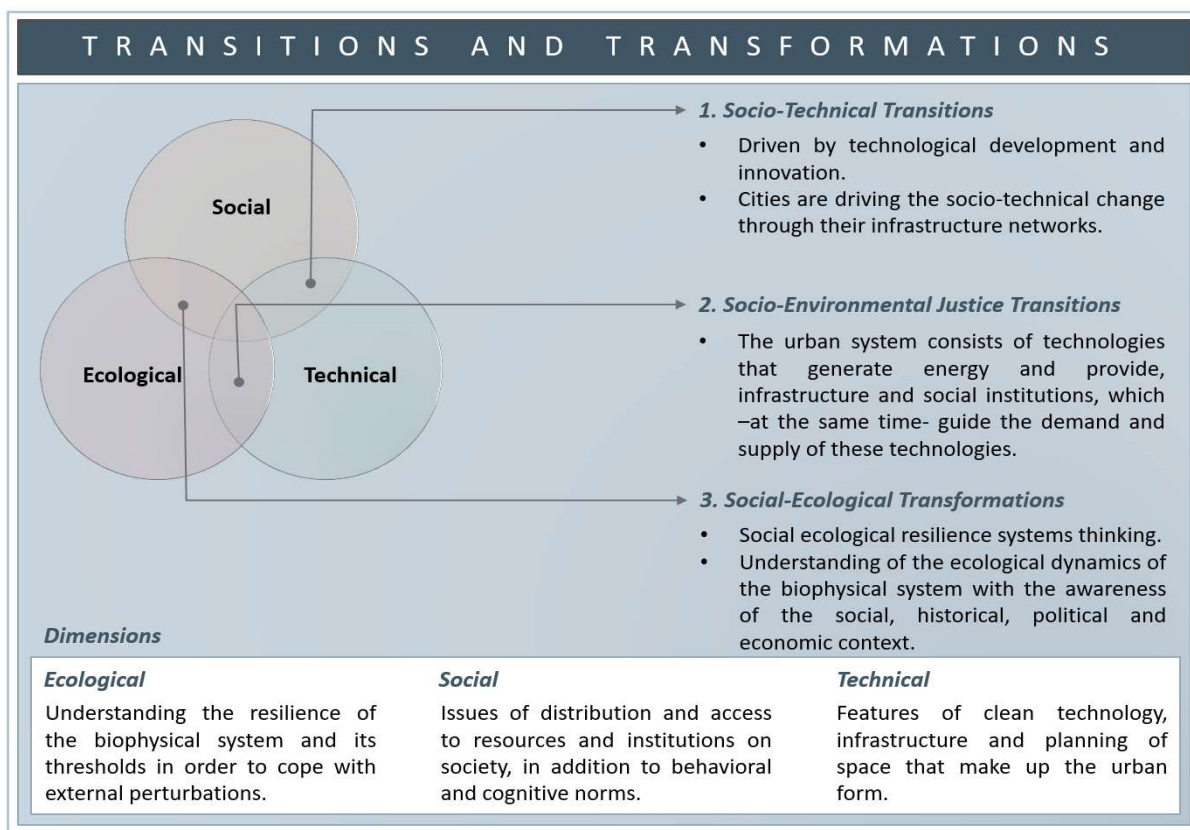 TRANSITIONS AND TRANSFORMATIONS
Social
Ecological
Technical
1. Socio-Technical Transitions
• Driven by technological development and
innovation.
• Cities are driving the socio-technical change
through their infrastructure networks.
2. Socio-Environmental Justice Transitions
• The urban system consists of technologies
that generate energy and provide,
infrastructure and social institutions, which
–at the same time- guide the demand and
supply of these technologies.
3. Social-Ecological Transformations
• Social ecological resilience systems thinking.
• Understanding of the ecological dynamics of
the biophysical system with the awareness
of the social, historical, political and
economic context.
Dimensions
Ecological
Understanding the resilience of
the biophysical system and its
thresholds in order to cope with
external perturbations.
Social
Issues of distribution and access
to resources and institutions on
society, in addition to behavioral
and cognitive norms.
Technical
Features of clean technology,
infrastructure and planning of
space that make up the urban
form.